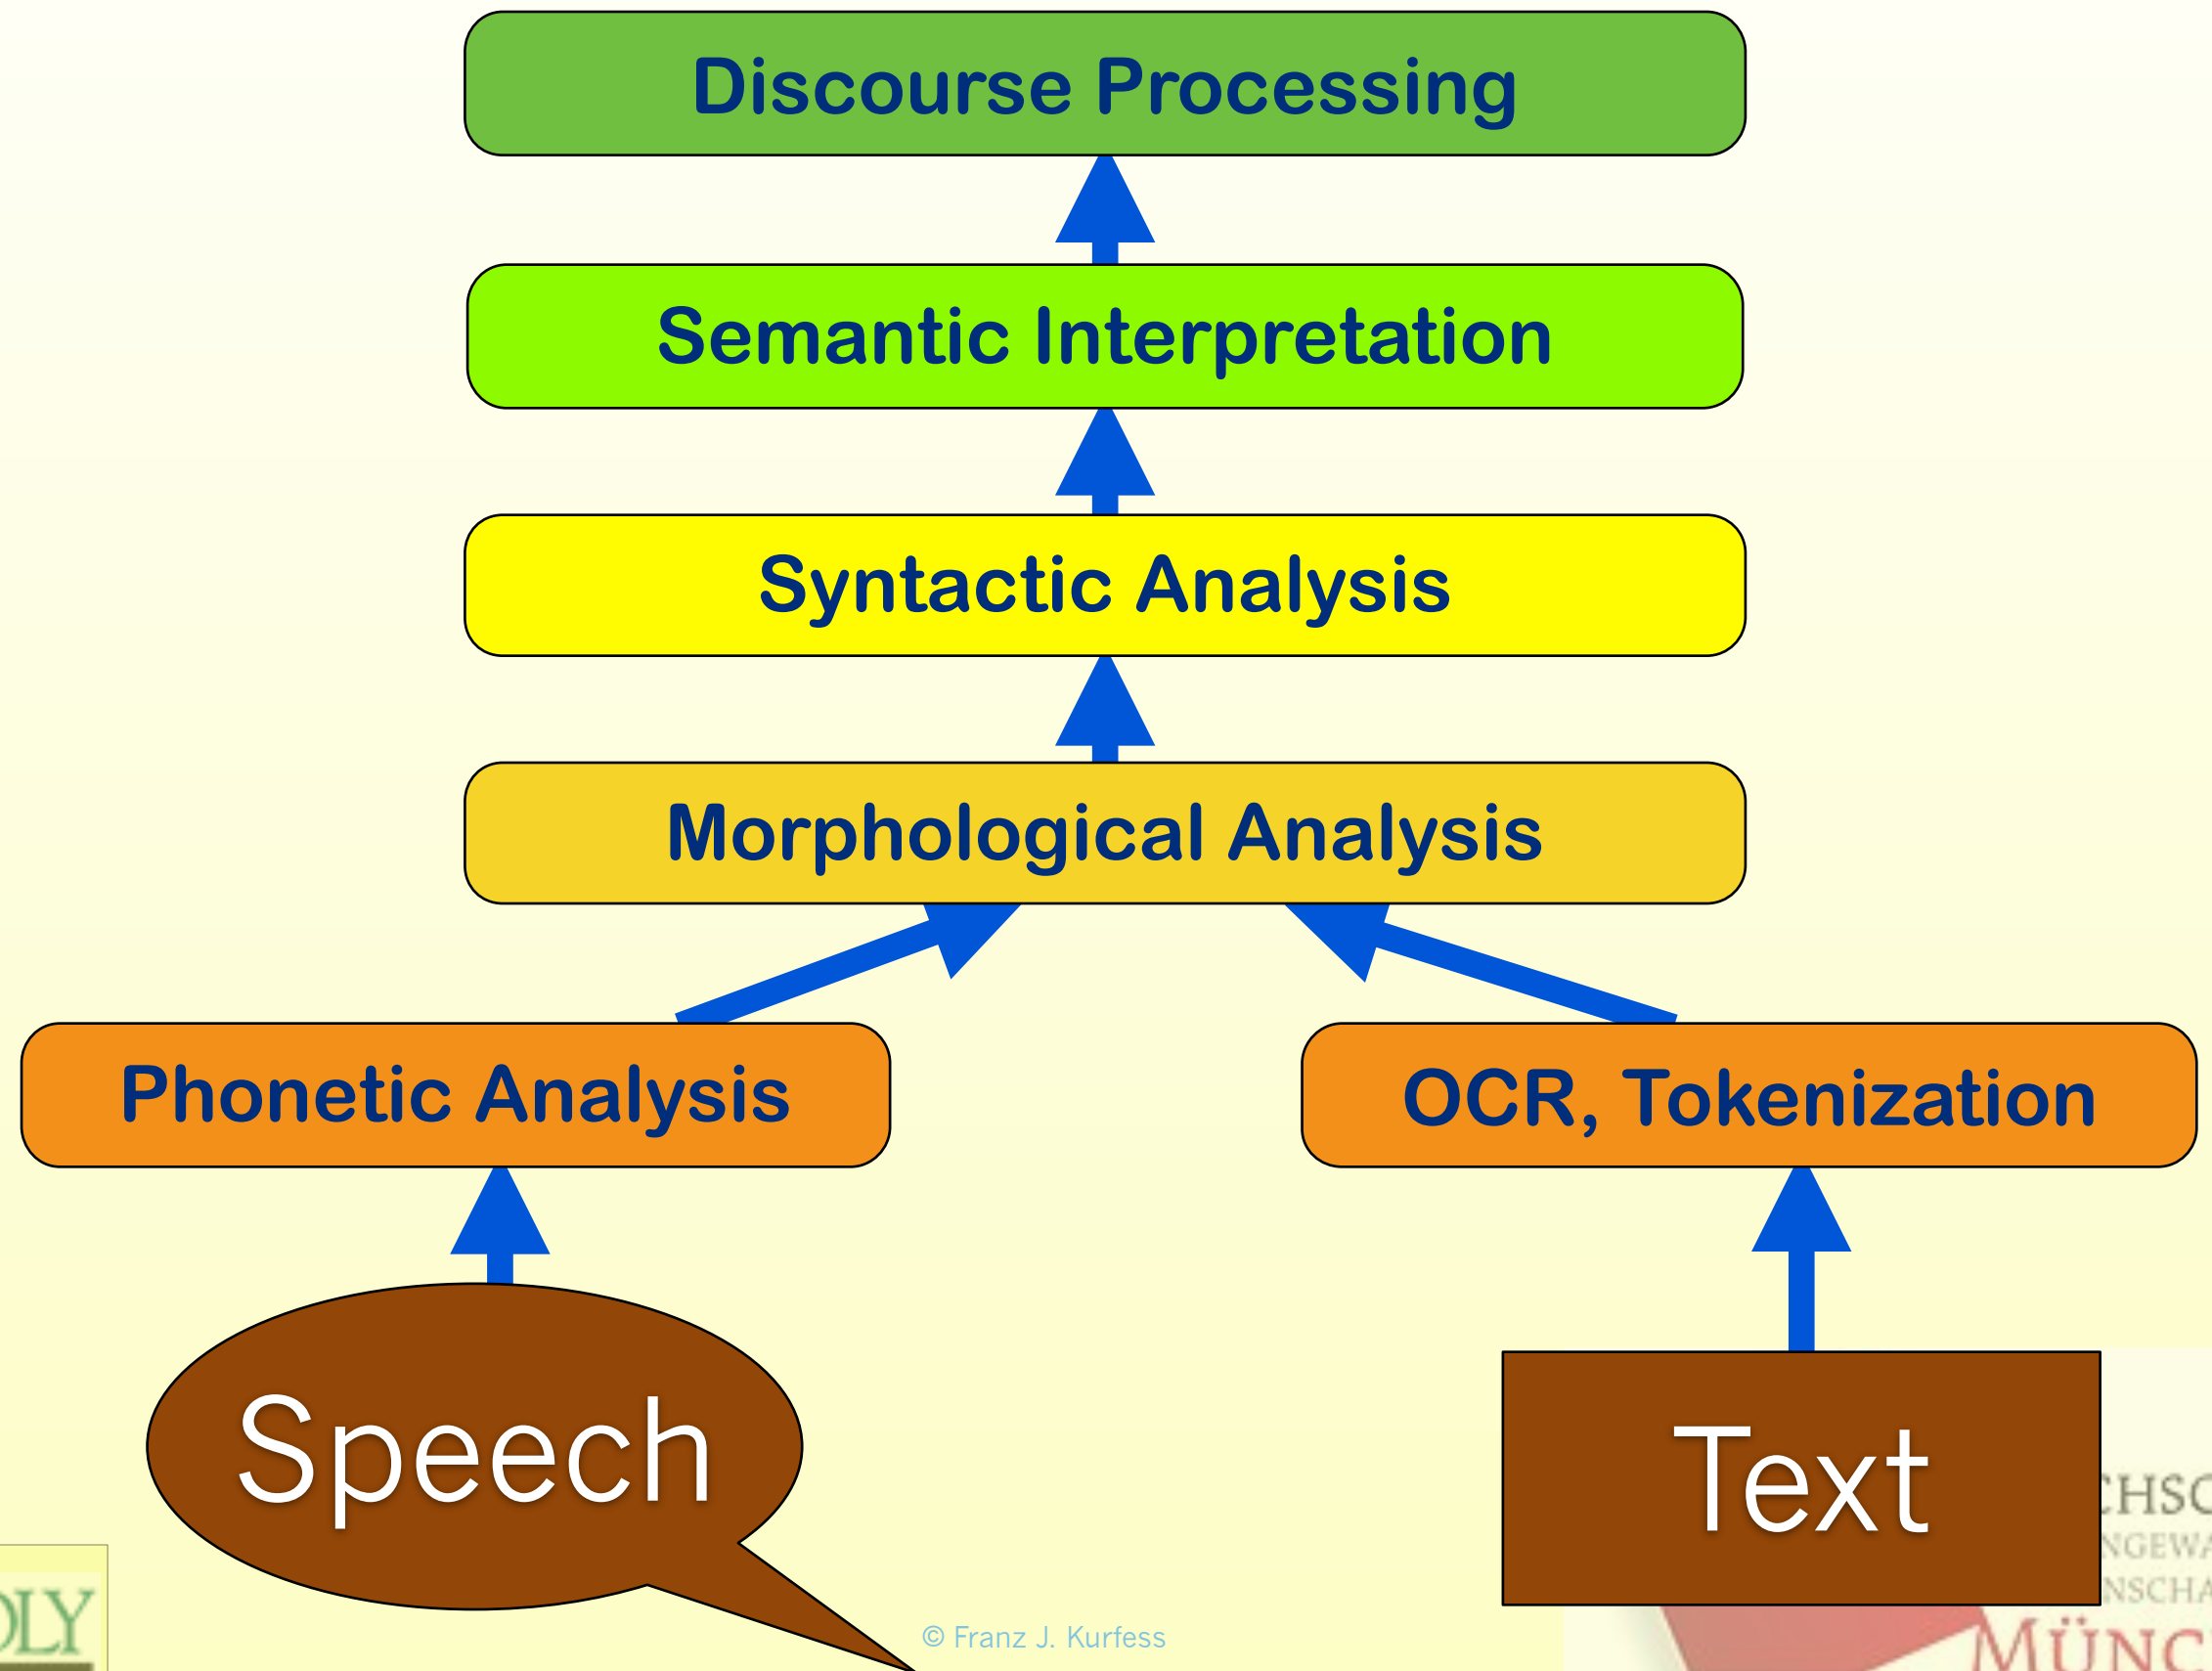 Discourse Processing
Semantic Interpretation
Syntactic Analysis
Morphological Analysis
Phonetic Analysis
OCR, Tokenization
Speech
Text
© Franz J. Kurfess